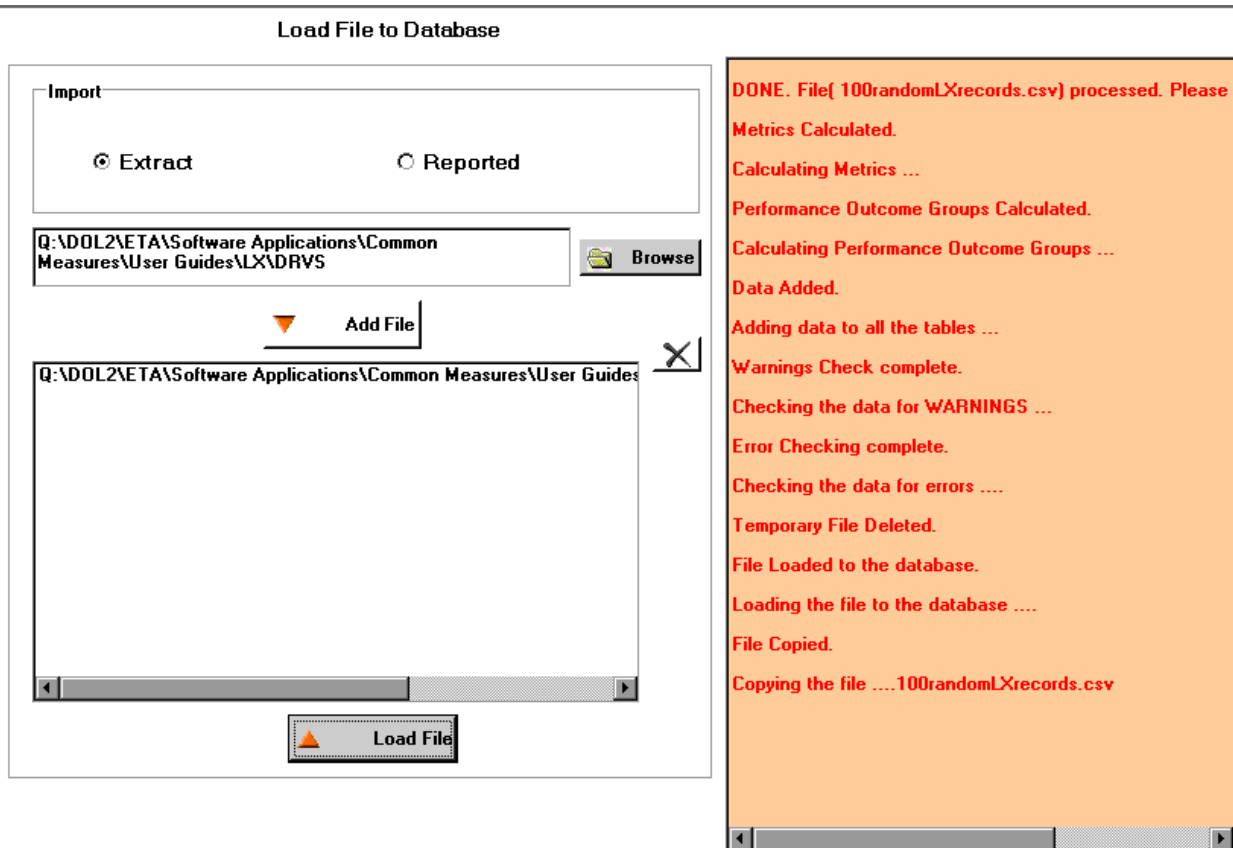 Load File to Database
Import
Extract
Reported
Q:\DOL2\ETA\Software Applications\Common
Measures\User Guides\LX\DRVS
Browse
Add File
Q:\DOL2\ETA\Software Applications\Common Measures\User Guides
Load File
DONE. File( 100randomLXrecords.csv) processed. Please
Metrics Calculated.
Calculating Metrics ...
Performance Outcome Groups Calculated.
Calculating Performance Outcome Groups ...
Data Added.
Adding data to all the tables ...
Warnings Check complete.
Checking the data for WARNINGS ...
Error Checking complete.
Checking the data for errors ....
Temporary File Deleted.
File Loaded to the database.
Loading the file to the database ....
File Copied.
Copying the file ....100randomLXrecords.csv